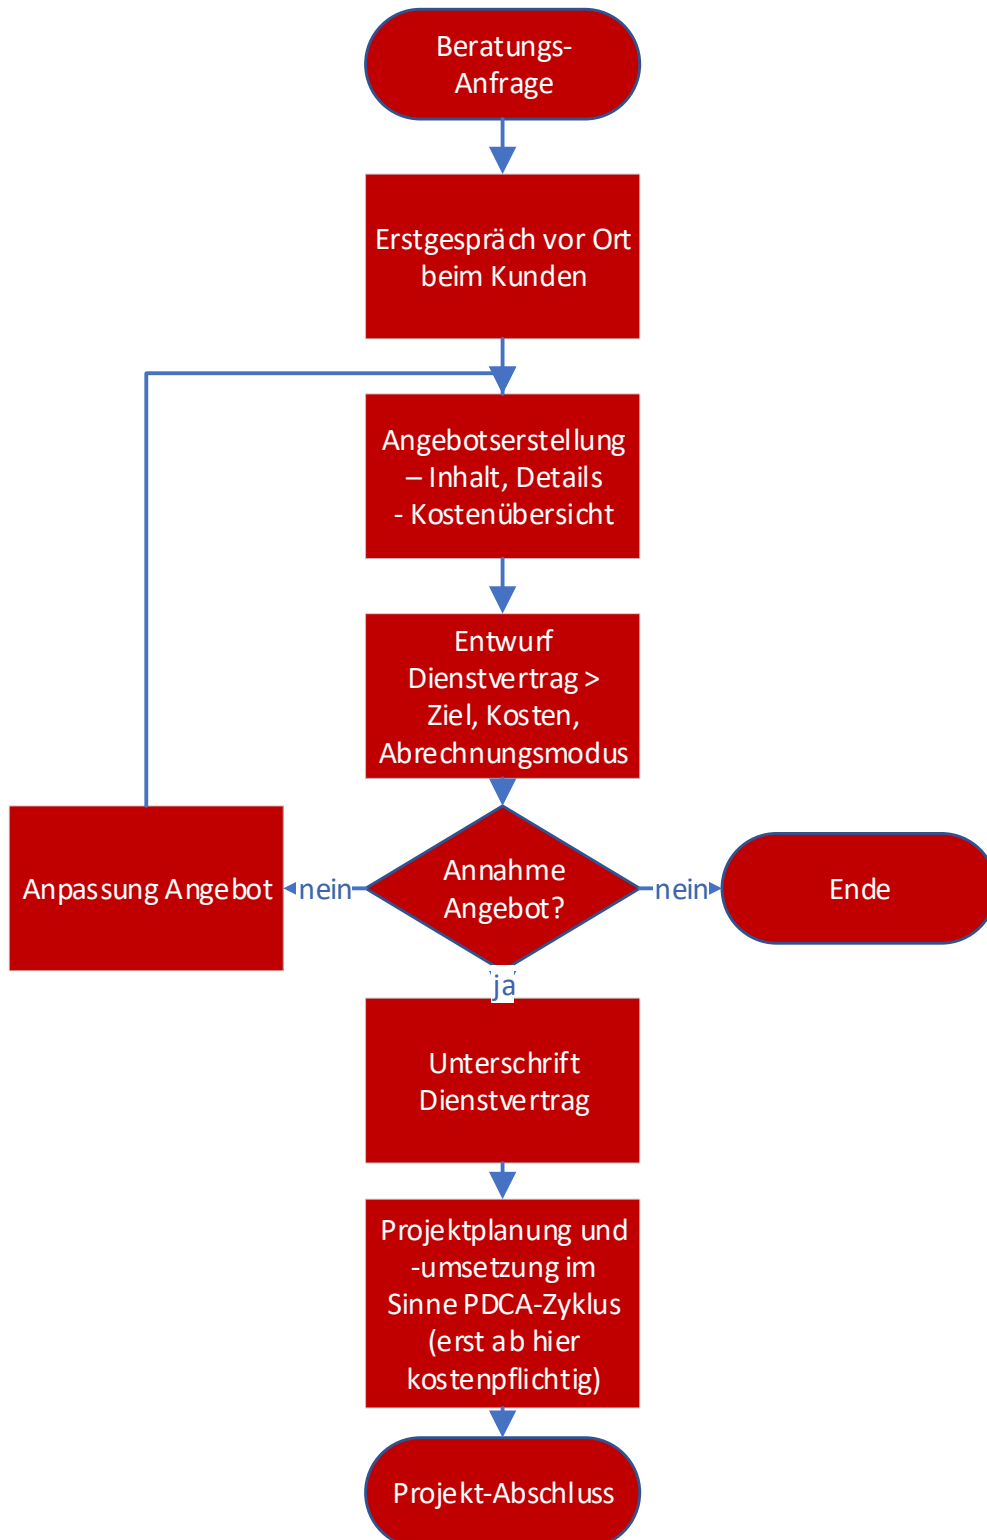 Beratungs-
Anfrage
Erstgespräch vor Ort
beim Kunden
Angebotserstellung
– Inhalt, Details
- Kostenübersicht
Entwurf
Dienstvertrag >
Ziel, Kosten,
Abrechnungsmodus
Anpassung Angebot
nein
Annahme
Angebot?
nein
Ende
ja
Unterschrift
Dienstvertrag
Projektplanung und
-umsetzung im
Sinne PDCA-Zyklus
(erst ab hier
kostenpflichtig)
Projekt-Abschluss